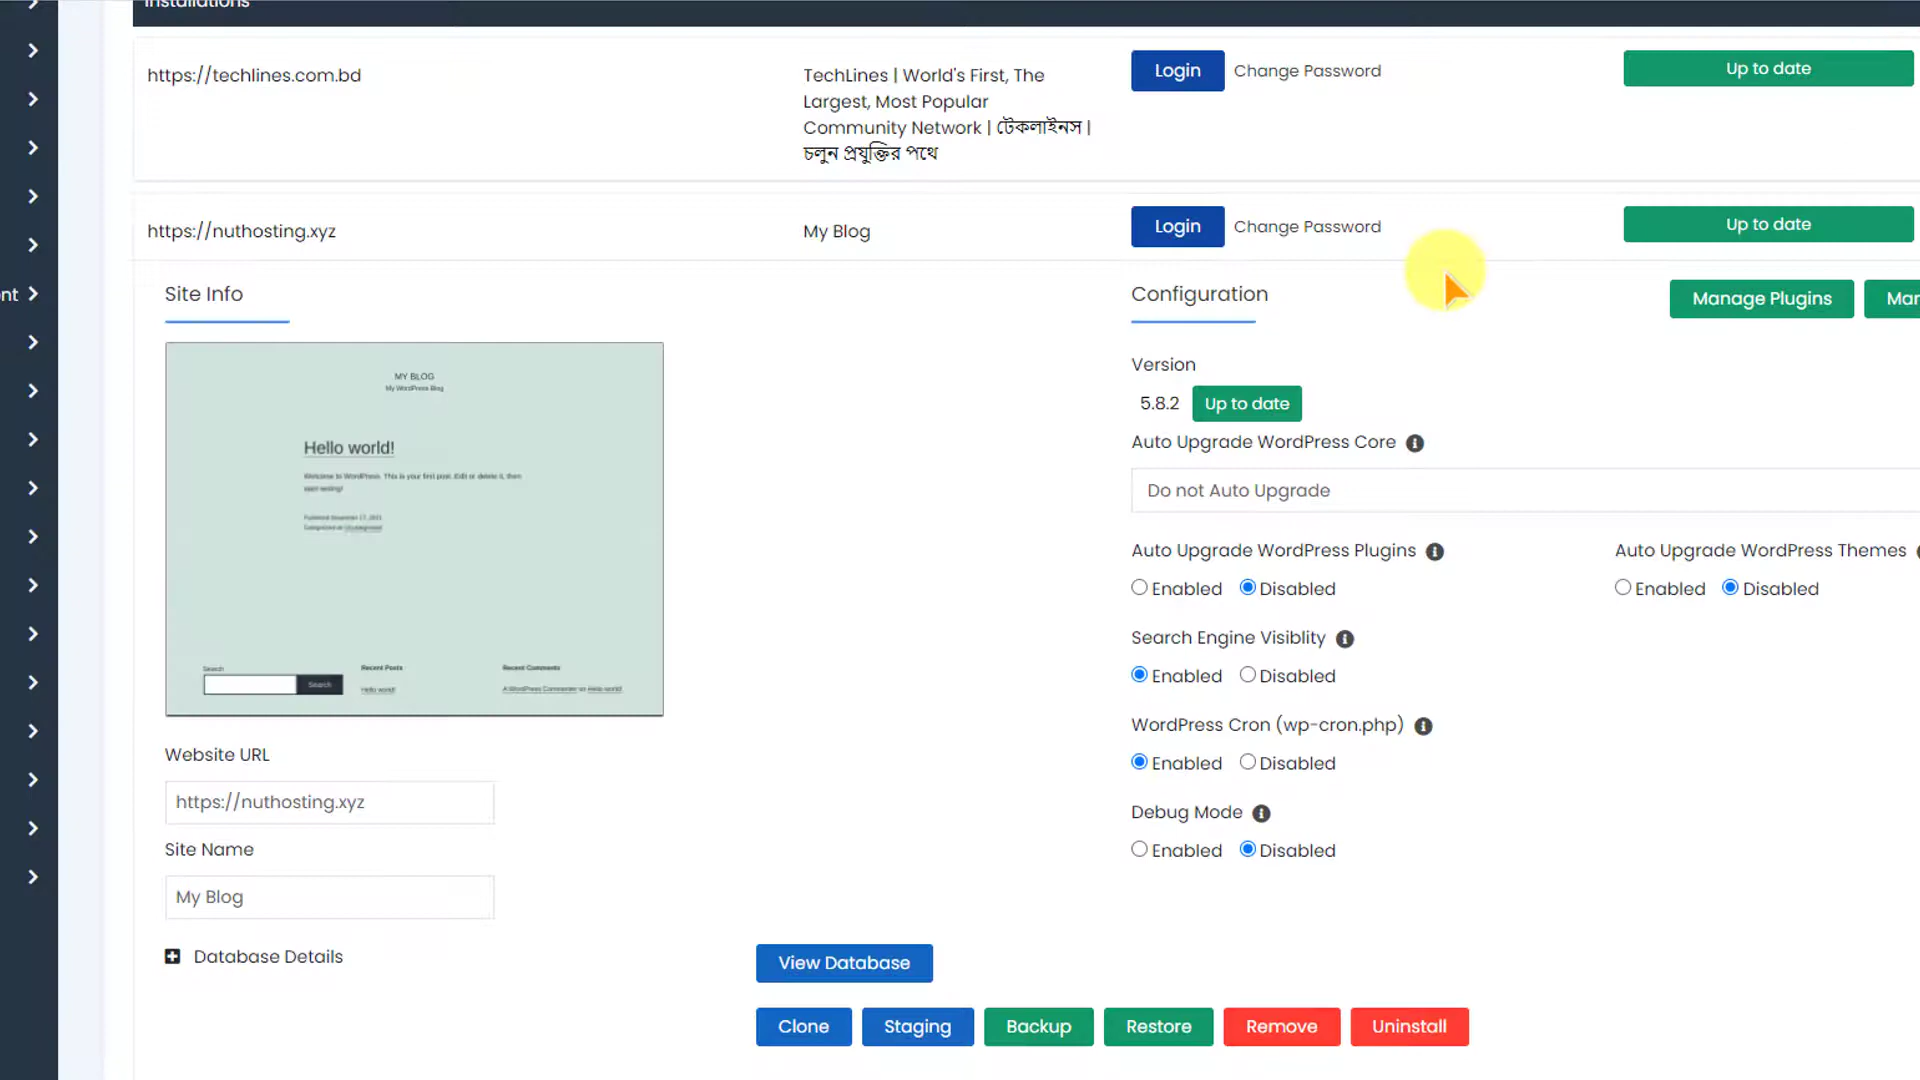 Installations
https://techlines.com.bd
TechLines | World's First, The
Largest, Most Popular
Community Network | টেকলাইনস |
চলুন প্রযুক্তির পথে
Login
Change Password
Up to date
https://nuthosting.xyz
My Blog
Login
Change Password
Up to date
nt
Site Info
Configuration
Manage Plugins
Mar
MY BLOG
My WordPress Blog
Hello world!
Welcome to WordPress. This is your first post. Edit or delete it, then
start writing!
Published November 17, 2021
Categorized as Uncategorized
Search
Search
Recent Posts
Hello world!
Recent Comments
A WordPress Commenter on Hello world!
Version
5.8.2
Up to date
Auto Upgrade WordPress Core
Do not Auto Upgrade
Auto Upgrade WordPress Plugins
Enabled Disabled
Auto Upgrade WordPress Themes
Enabled Disabled
Search Engine Visiblity
Enabled Disabled
WordPress Cron (wp-cron.php)
Enabled Disabled
Debug Mode
Enabled Disabled
Website URL
https://nuthosting.xyz
Site Name
My Blog
Database Details
View Database
Clone
Staging
Backup
Restore
Remove
Uninstall